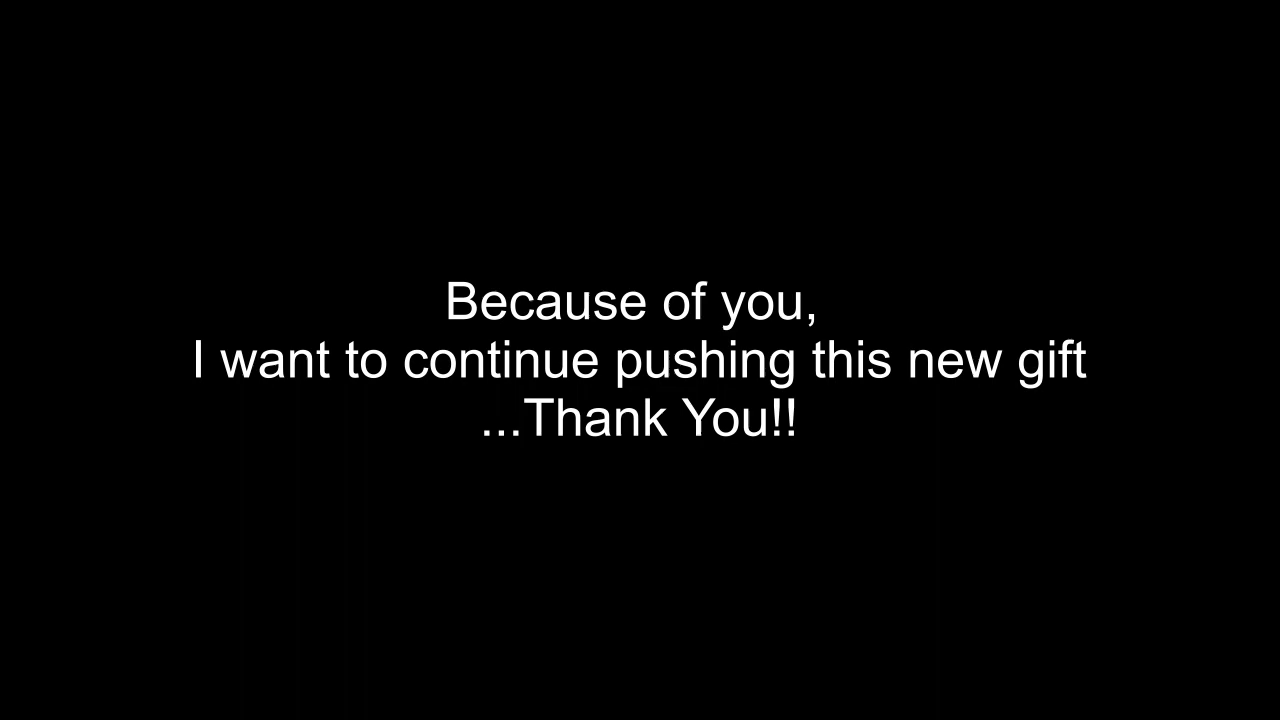 Because of you,
I want to continue pushing this new gift
...Thank You!!